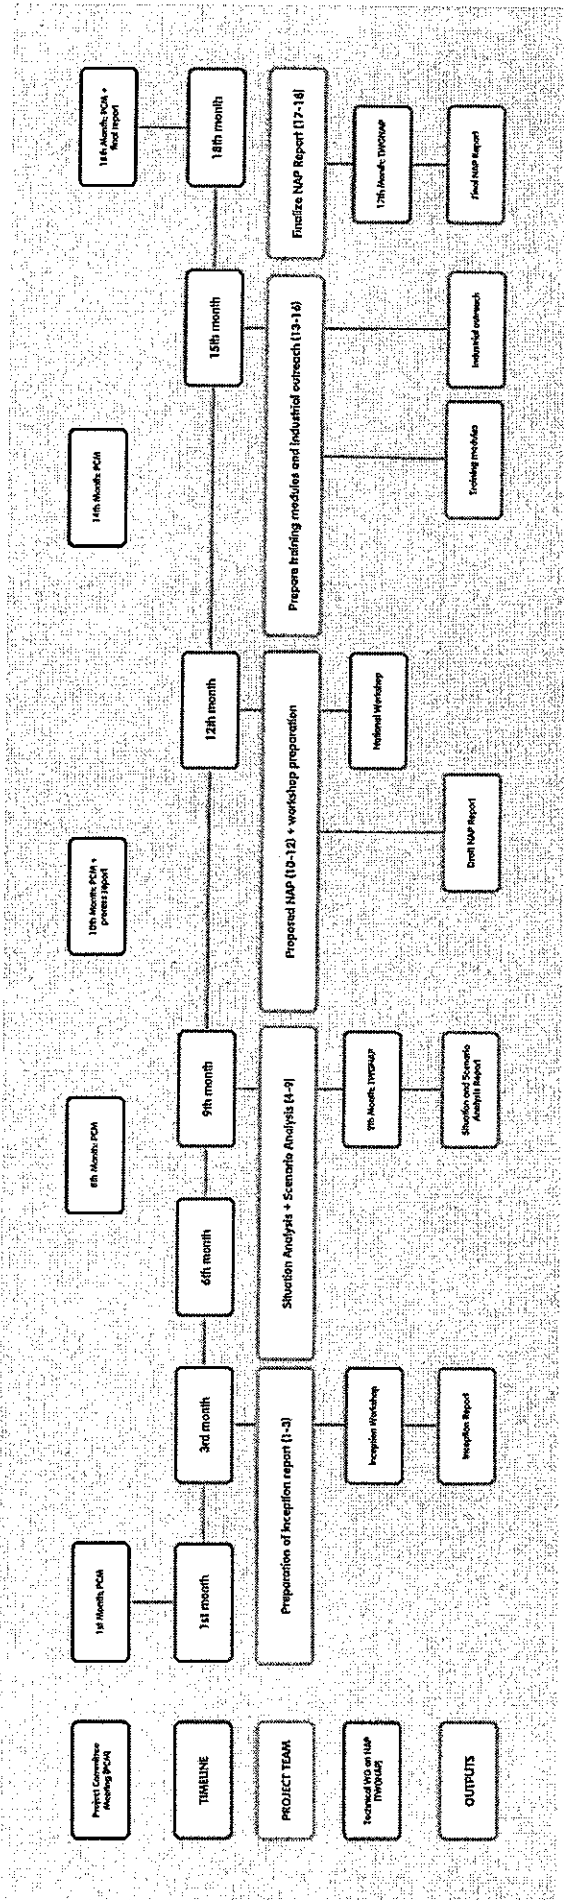 Project Committee
Meeting (PCM)
1st Month: PCM
8th Month: PCM
10th Month: PCM +
process report
14th Month: PCM
18th Month: PCM +
final report
TIMELINE
1st month
3rd month
6th month
9th month
12th month
15th month
18th month
PROJECT TEAM
Preparation of Inception report (1-3)
Situation Analysis + Scenario Analysis (4-9)
Proposed NAP (10-12) + workshop preparation
Prepare training modules and industrial outreach (13-16)
Finalize NAP Report (17-18)
Technical WG on NAP
(TWGNAP)
Inception Workshop
9th Month: TWGNAP
National Workshop
17th Month: TWGNAP
OUTPUTS
Inception Report
Situation and Scenario
Analysis Report
Draft NAP Report
Training modules
Industrial outreach
Final NAP Report